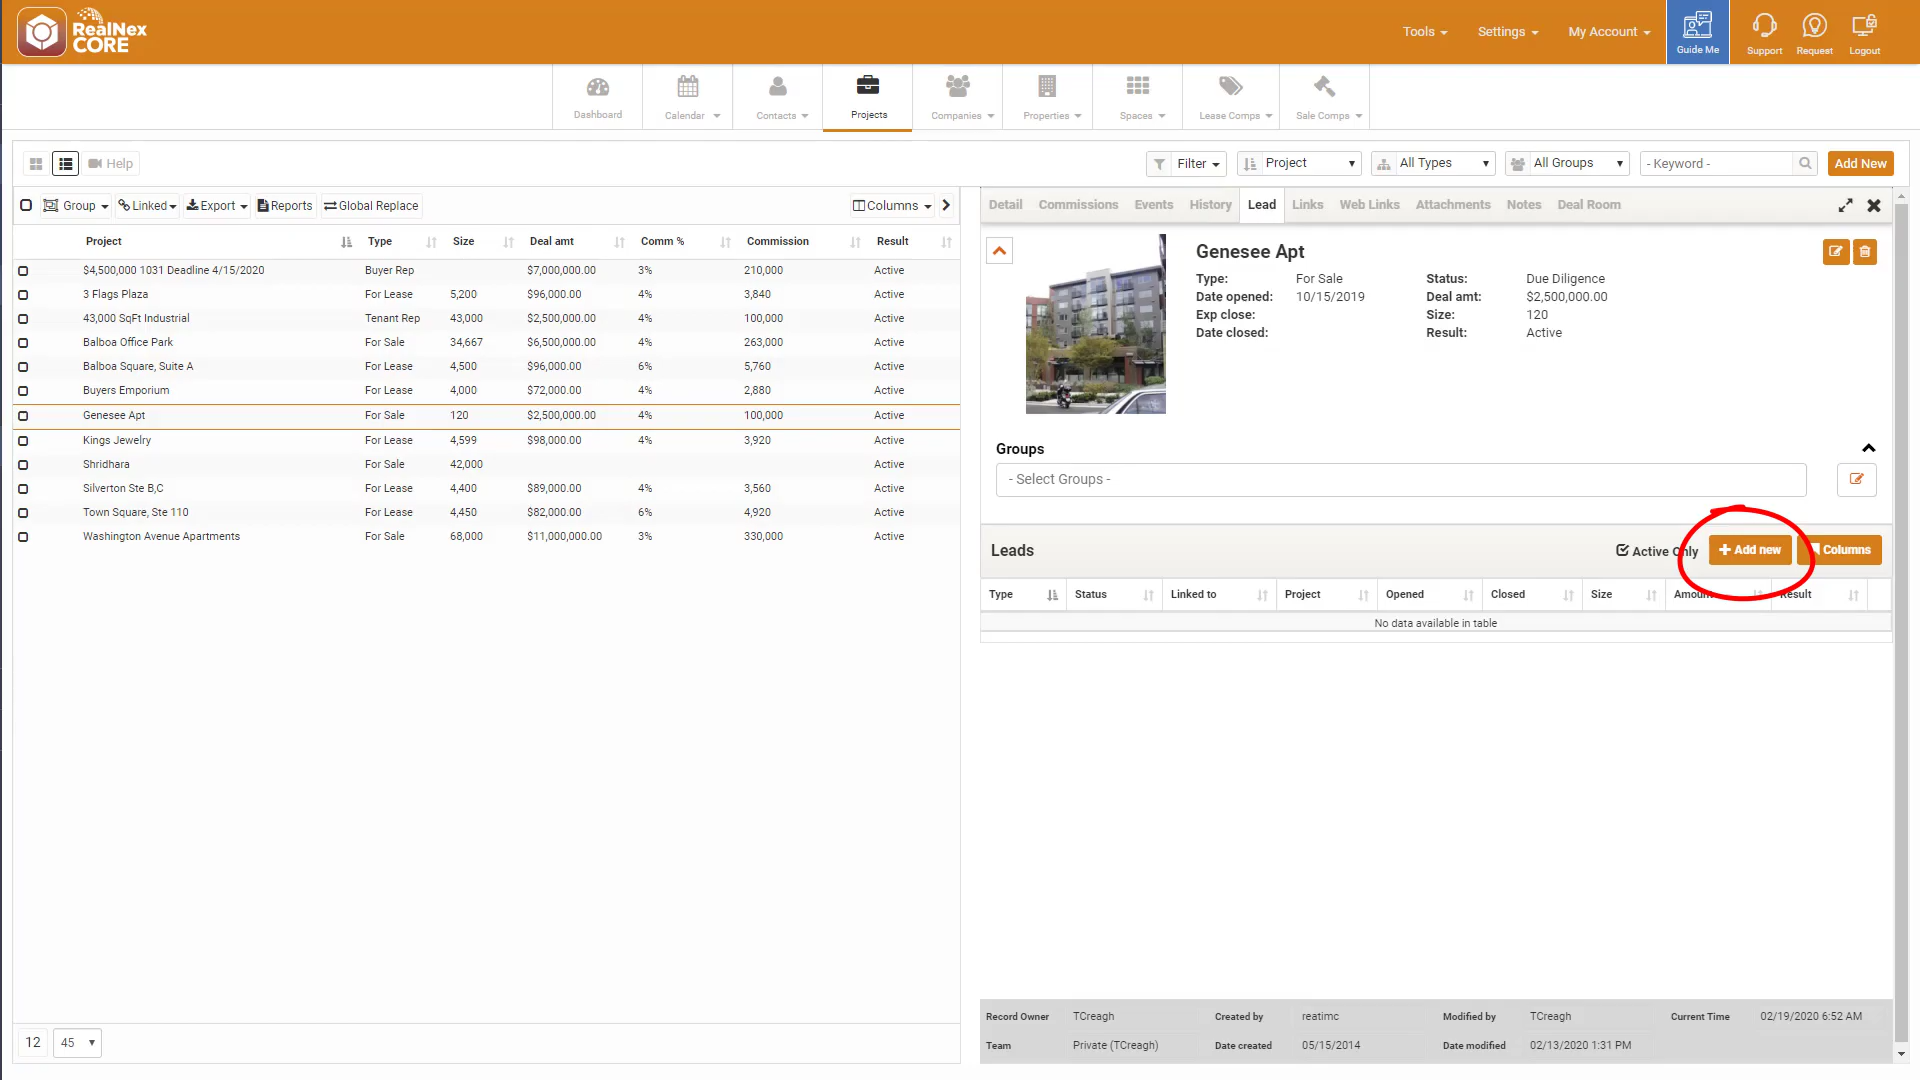 RealNex
CORE
Tools
Settings
My Account
Guide Me
Support
Request
Logout
Dashboard
Calendar
Contacts
Projects
Companies
Properties
Spaces
Lease Comps
Sale Comps
Help
Filter
Project
All Types
All Groups
- Keyword -
Add New
Group
Linked
Export
Reports
Global Replace
Columns
Project Type Size Deal amt Comm % Commission Result
$4,500,000 1031 Deadline 4/15/2020 Buyer Rep $7,000,000.00 3% 210,000 Active
3 Flags Plaza For Lease 5,200 $96,000.00 4% 3,840 Active
43,000 SqFt Industrial Tenant Rep 43,000 $2,500,000.00 4% 100,000 Active
Balboa Office Park For Sale 34,667 $6,500,000.00 4% 263,000 Active
Balboa Square, Suite A For Lease 4,500 $96,000.00 6% 5,760 Active
Buyers Emporium For Lease 4,000 $72,000.00 4% 2,880 Active
Genesee Apt For Sale 120 $2,500,000.00 4% 100,000 Active
Kings Jewelry For Lease 4,599 $98,000.00 4% 3,920 Active
Shridhara For Sale 42,000 Active
Silverton Ste B,C For Lease 4,400 $89,000.00 4% 3,560 Active
Town Square, Ste 110 For Lease 4,450 $82,000.00 6% 4,920 Active
Washington Avenue Apartments For Sale 68,000 $11,000,000.00 3% 330,000 Active
12
45
Detail Commissions Events History Lead Links Web Links Attachments Notes Deal Room
Genesee Apt
Type: For Sale Status: Due Diligence
Date opened: 10/15/2019 Deal amt: $2,500,000.00
Exp close: Size: 120
Date closed: Result: Active
Groups
- Select Groups -
Leads
Active Only
Add new
Columns
Type Status Linked to Project Opened Closed Size Amount Result
No data available in table
Record Owner TCreagh Created by reatimc Modified by TCreagh Current Time 02/19/2020 6:52 AM
Team Private (TCreagh) Date created 05/15/2014 Date modified 02/13/2020 1:31 PM